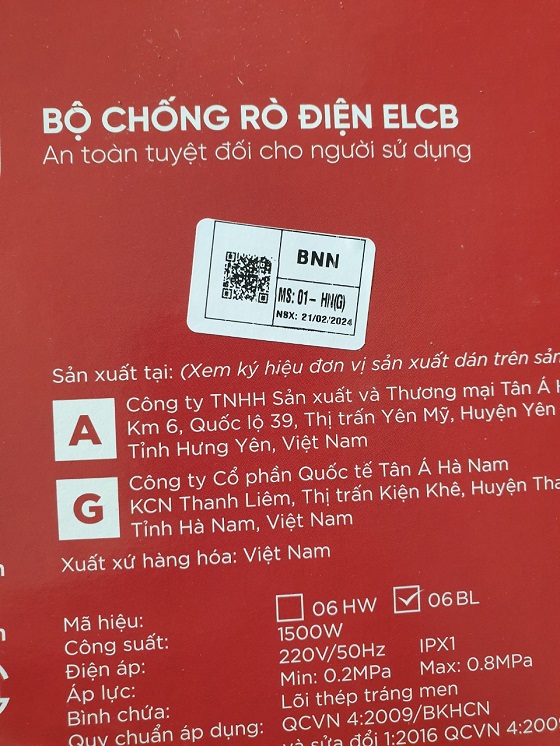 BỘ CHỐNG RÒ ĐIỆN ELCB
An toàn tuyệt đối cho người sử dụng
BNN
MS: 01- HN(G)
NSX: 21/02/2024
Sản xuất tại: (Xem ký hiệu đơn vị sản xuất dán trên sản
A
Công ty TNHH Sản xuất và Thương mại Tân Á
Km 6, Quốc lộ 39, Thị trấn Yên Mỹ, Huyện Yên
Tỉnh Hưng Yên, Việt Nam
G
Công ty Cổ phần Quốc tế Tân Á Hà Nam
KCN Thanh Liêm, Thị trấn Kiện Khê, Huyện
Tỉnh Hà Nam, Việt Nam
Xuất xứ hàng hóa: Việt Nam
Mã hiệu: 06 HW 06 BL
Công suất: 1500W
Điện áp: 220V/50Hz IPX1
Áp lực: Min: 0.2MPa Max: 0.8MPa
Bình chứa: Lõi thép tráng men
Quy chuẩn áp dụng: QCVN 4:2009/BKHCN
và sửa đổi 1:2016 QCVN 4: